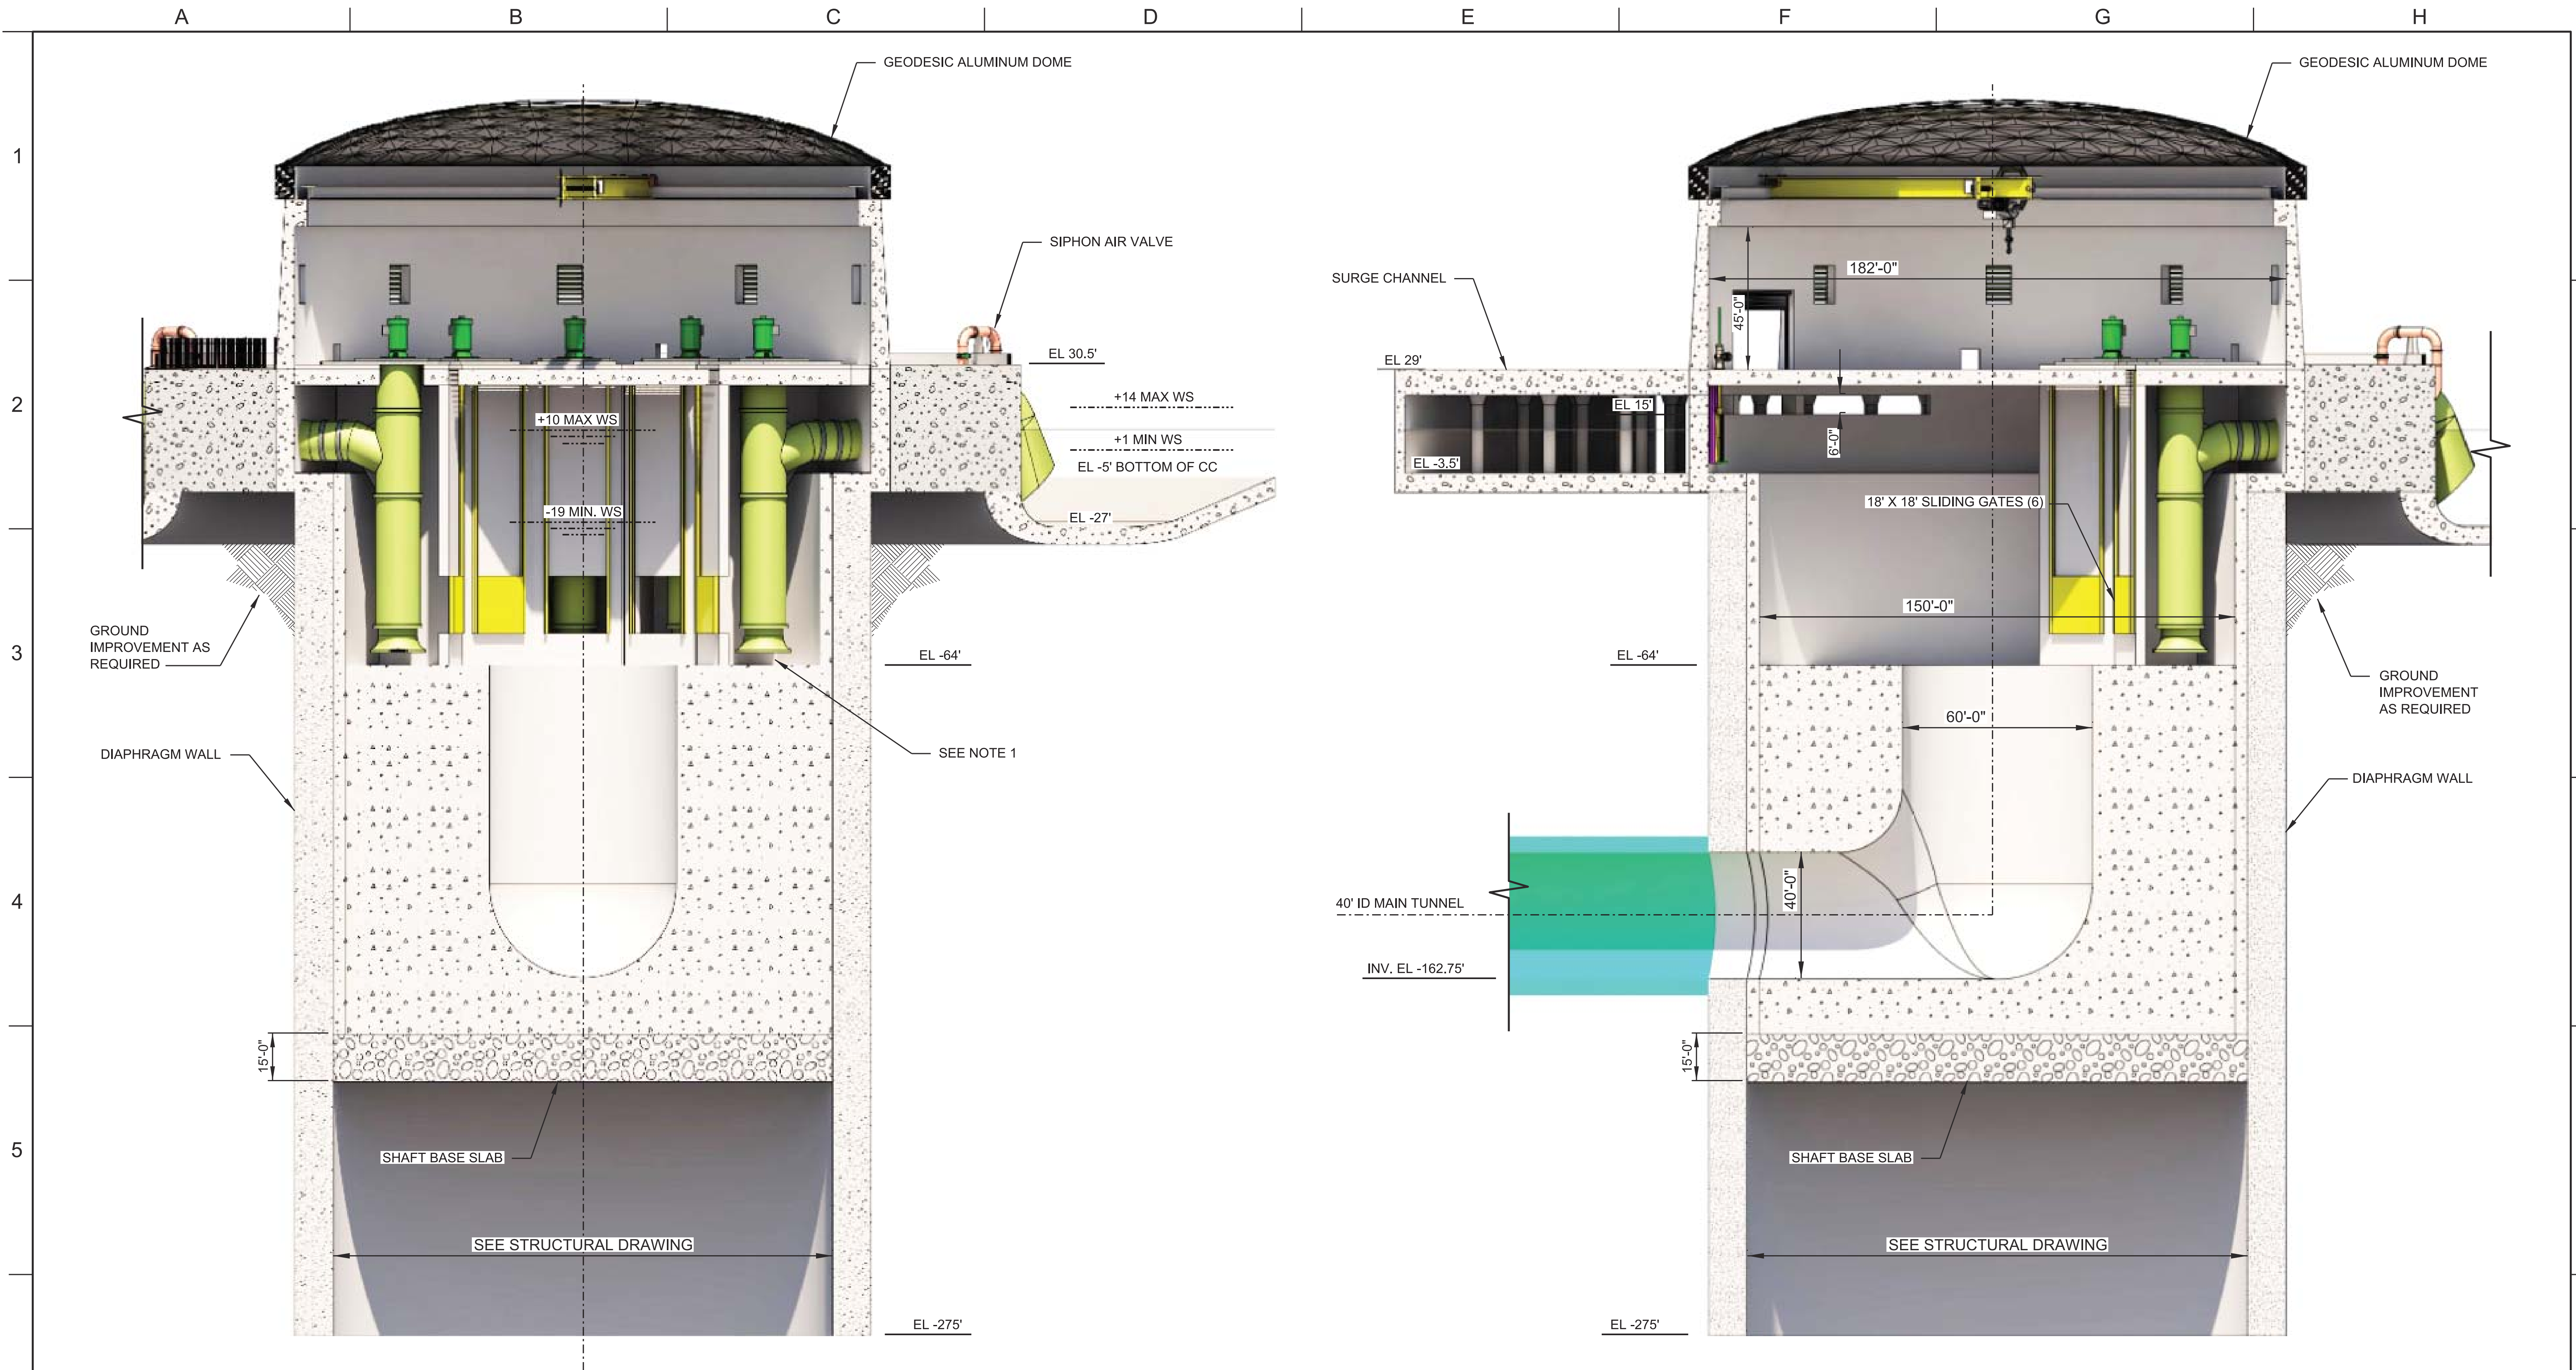 A B C D E F G H
1
2
3
4
5
GEODESIC ALUMINUM DOME
SIPHON AIR VALVE
EL 30.5'
+14 MAX WS
+10 MAX WS
+1 MIN WS
EL -5' BOTTOM OF CC
-19 MIN. WS
EL -27'
GROUND
IMPROVEMENT AS
REQUIRED
EL -64'
DIAPHRAGM WALL
SEE NOTE 1
15'-0"
SHAFT BASE SLAB
SEE STRUCTURAL DRAWING
EL -275'
GEODESIC ALUMINUM DOME
SURGE CHANNEL
182'-0"
45'-0"
EL 29'
EL 15'
6'-0"
EL -3.5'
18' X 18' SLIDING GATES (6)
150'-0"
EL -64'
GROUND
IMPROVEMENT
AS REQUIRED
60'-0"
DIAPHRAGM WALL
40'-0"
40' ID MAIN TUNNEL
INV. EL -162.75'
15'-0"
SHAFT BASE SLAB
SEE STRUCTURAL DRAWING
EL -275'